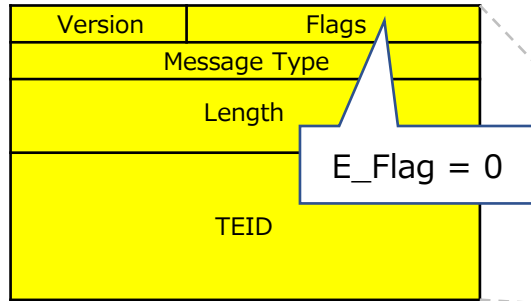 Version Flags
Message Type
Length
E_Flag = 0
TEID